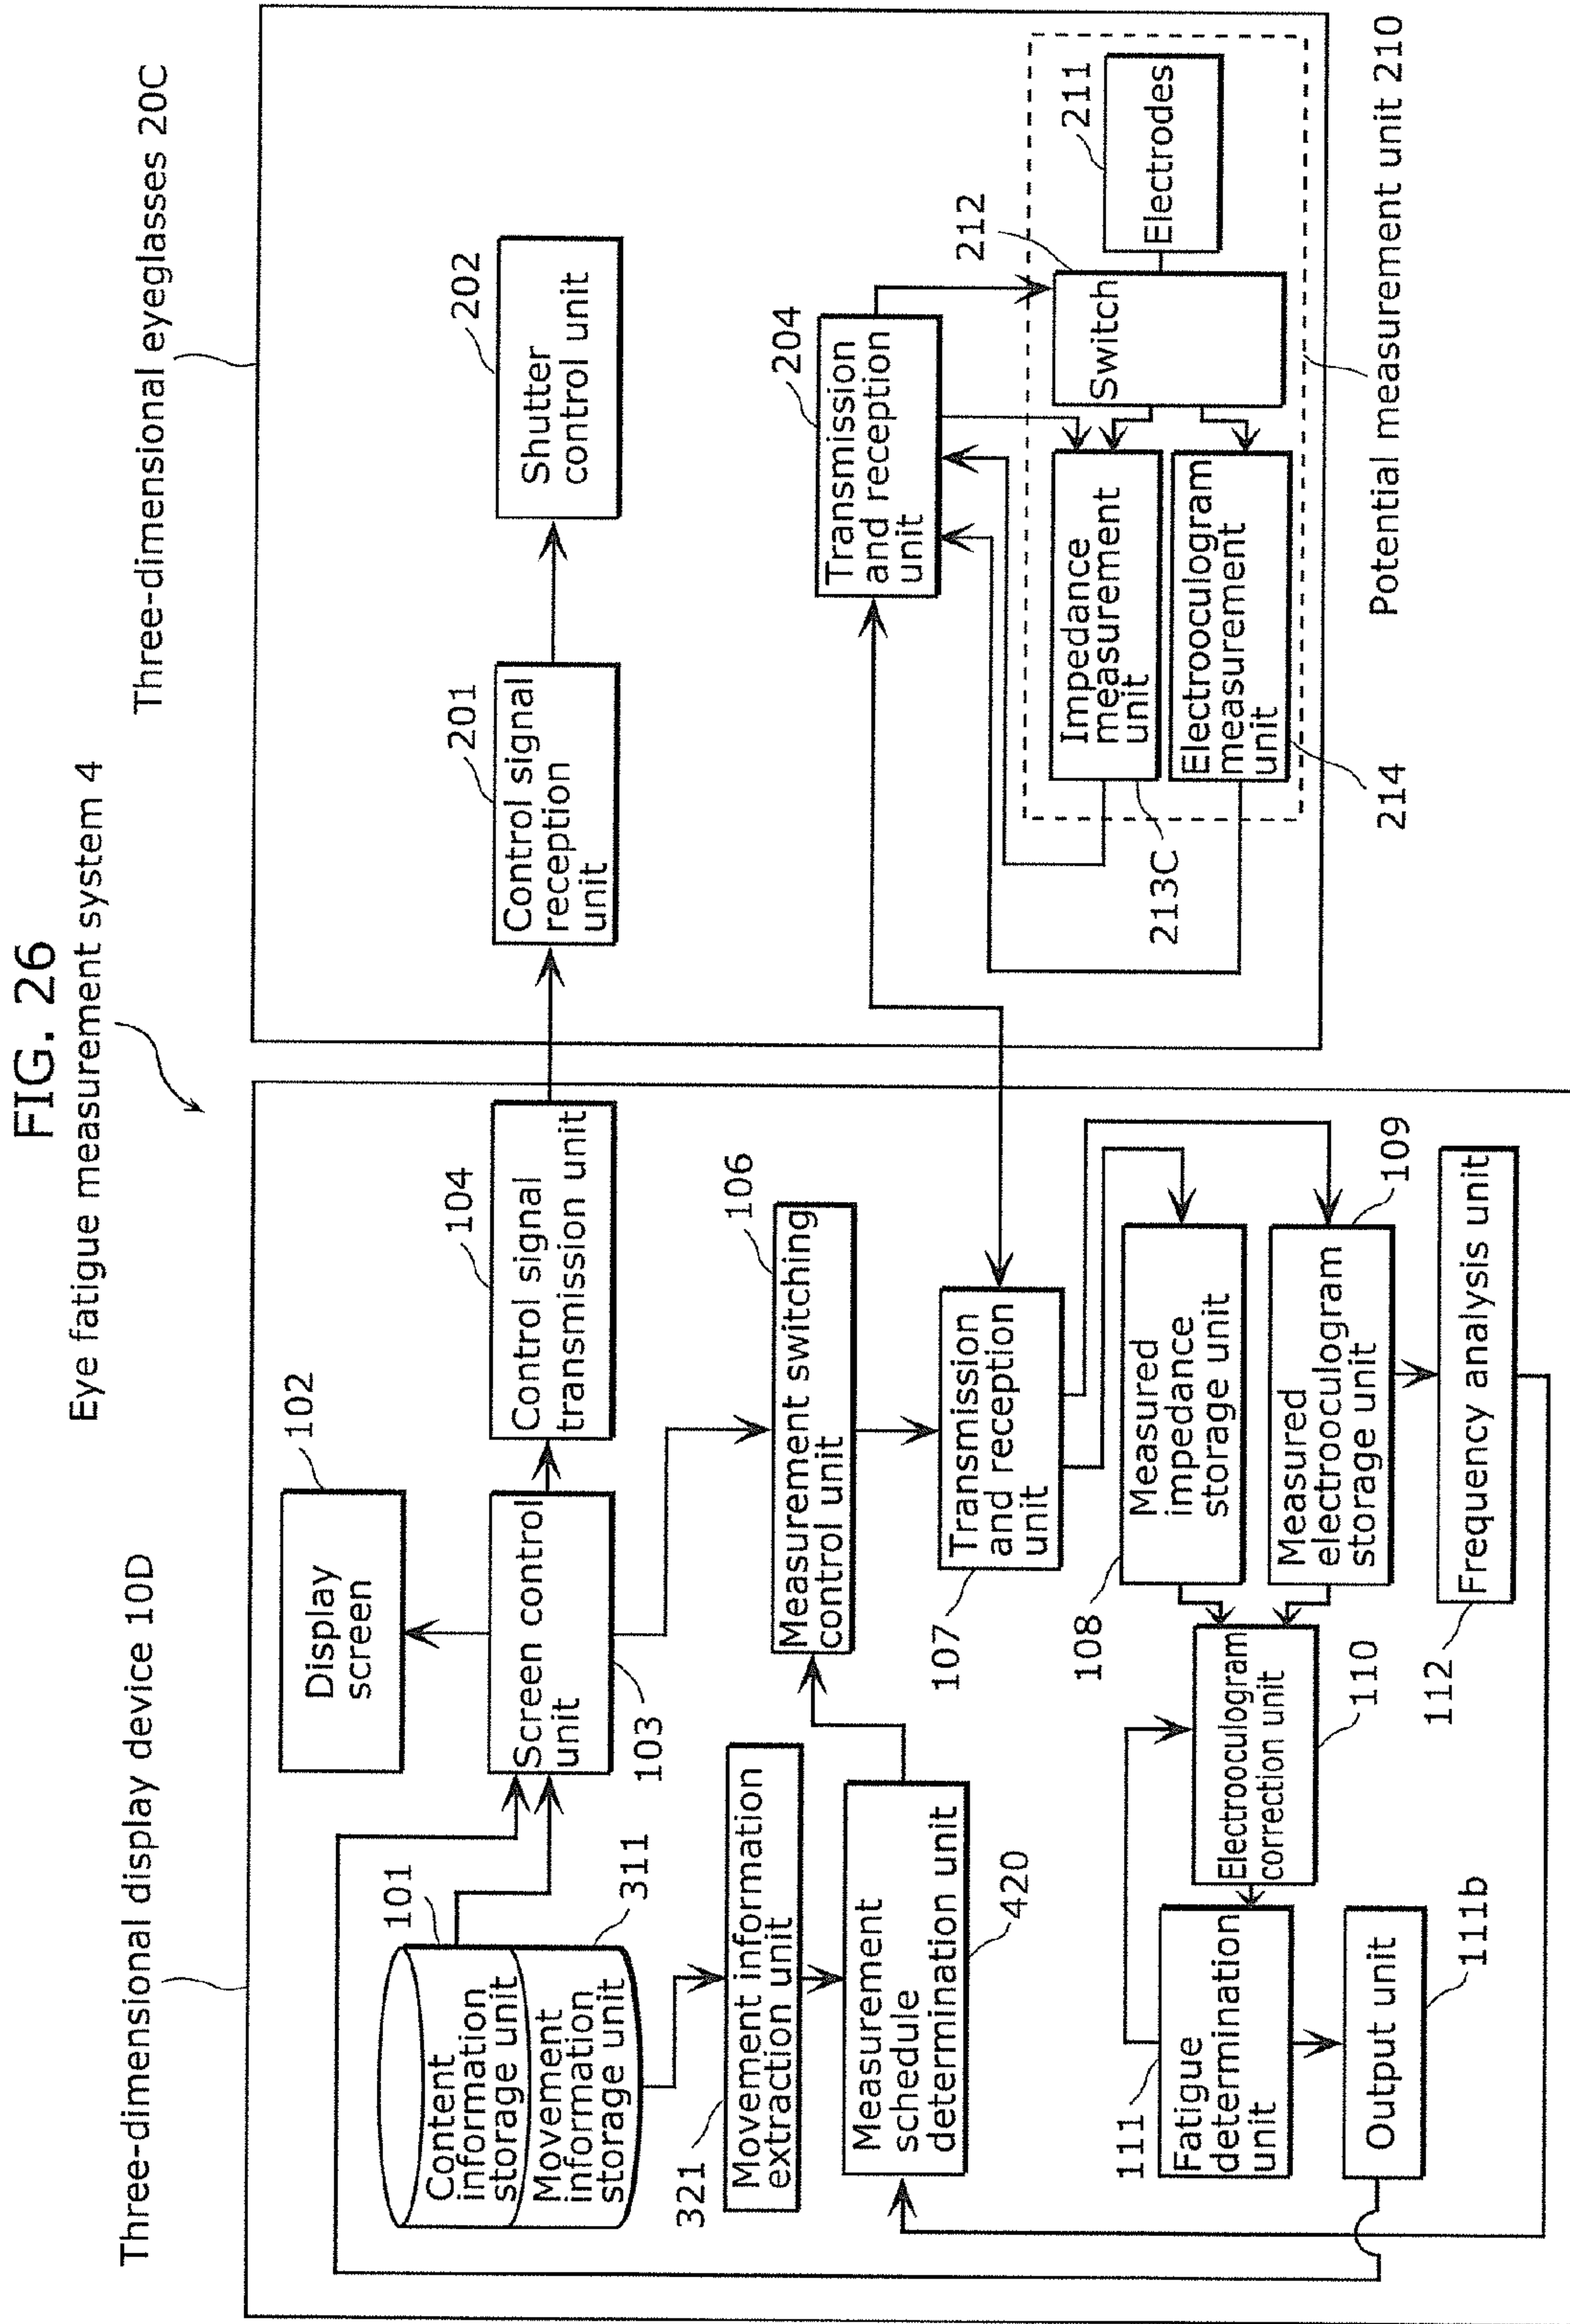 FIG. 26
Eye fatigue measurement system 4
Three-dimensional display device 10D
Three-dimensional eyeglasses 20C
102
Display
screen
101
Content
information
storage unit
311
Movement
information
storage unit
Screen control
unit
103
104
Control signal
transmission unit
201
Control signal
reception
unit
202
Shutter
control unit
321
Movement information
extraction unit
Measurement
schedule
determination unit
420
106
Measurement switching
control unit
Transmission
and reception
unit
107
204
Transmission
and reception
unit
212
Switch
211
Electrodes
Impedance
measurement
unit
213C
Electrooculogram
measurement
unit
214
Potential measurement unit 210
108
Measured
impedance
storage unit
Measured
electrooculogram
storage unit
109
Electrooculogram
correction unit
110
111
Fatigue
determination
unit
Output unit
111b
112
Frequency analysis unit